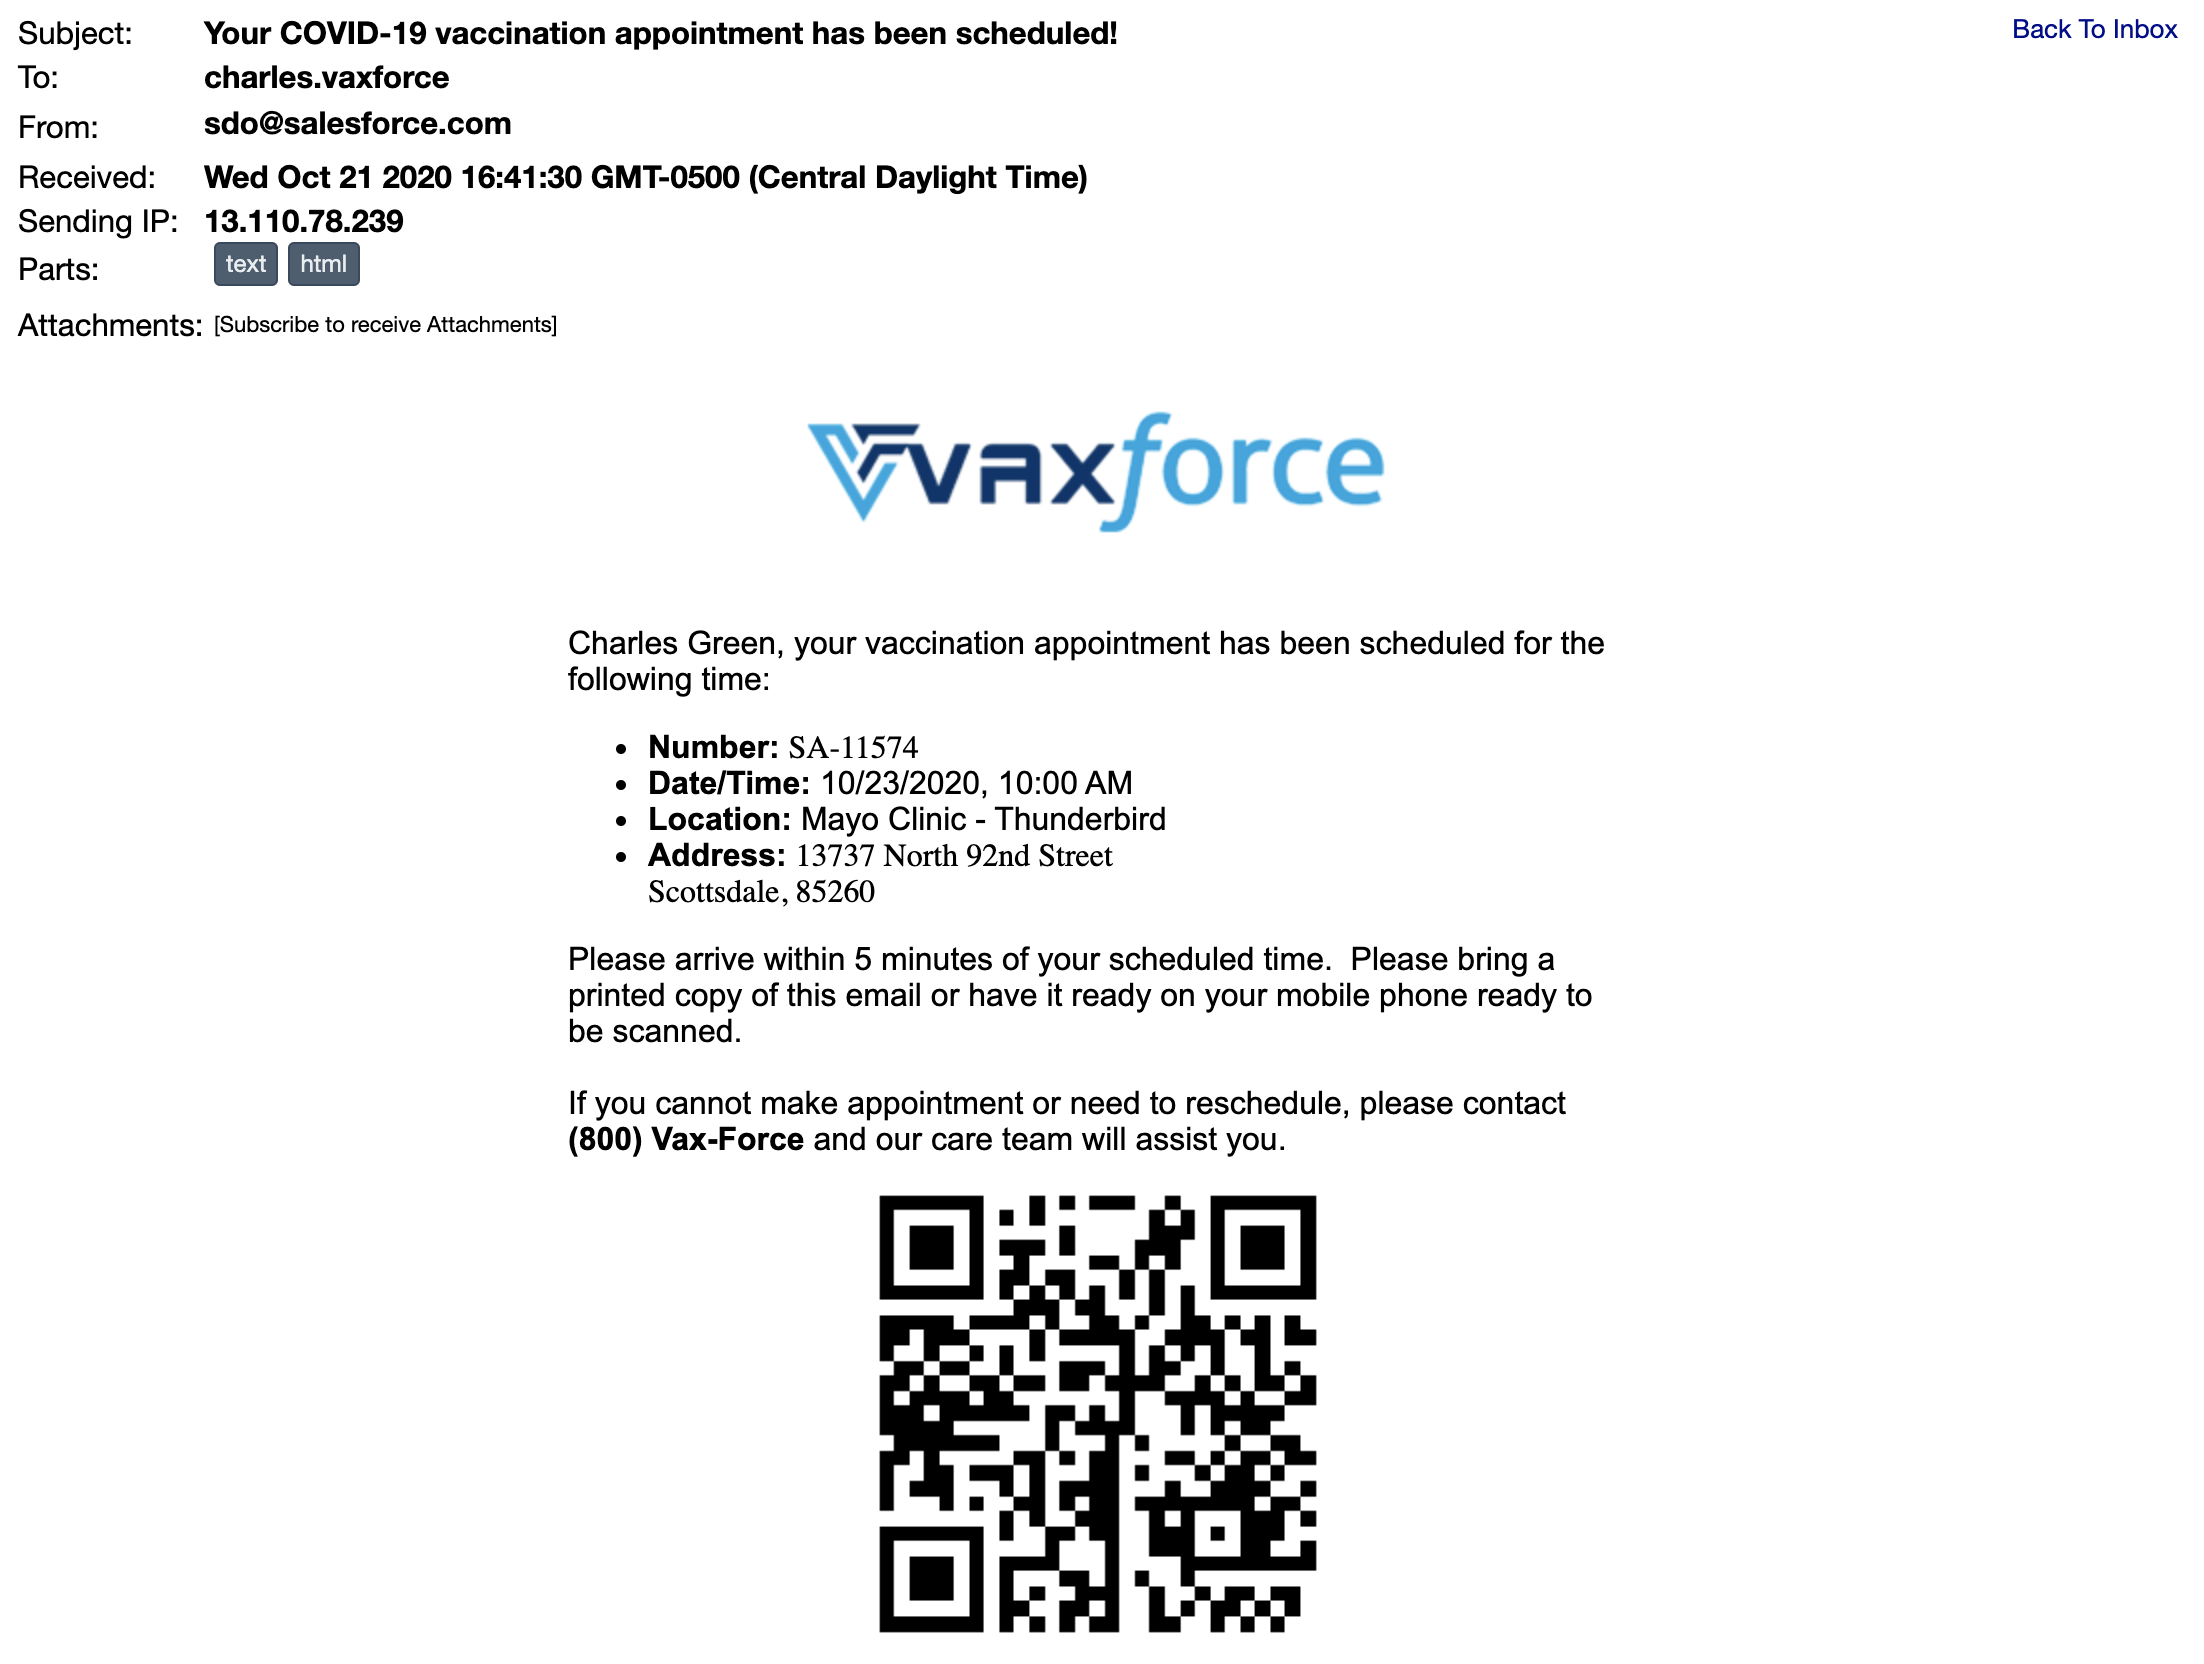 Subject: Your COVID-19 vaccination appointment has been scheduled!
Back To Inbox
To: charles.vaxforce
From: sdo@salesforce.com
Received: Wed Oct 21 2020 16:41:30 GMT-0500 (Central Daylight Time)
Sending IP: 13.110.78.239
Parts: text html
Attachments: [Subscribe to receive Attachments]
vaxforce
Charles Green, your vaccination appointment has been scheduled for the
following time:
• Number: SA-11574
• Date/Time: 10/23/2020, 10:00 AM
• Location: Mayo Clinic - Thunderbird
• Address: 13737 North 92nd Street
Scottsdale, 85260
Please arrive within 5 minutes of your scheduled time.  Please bring a
printed copy of this email or have it ready on your mobile phone ready to
be scanned.
If you cannot make appointment or need to reschedule, please contact
(800) Vax-Force and our care team will assist you.